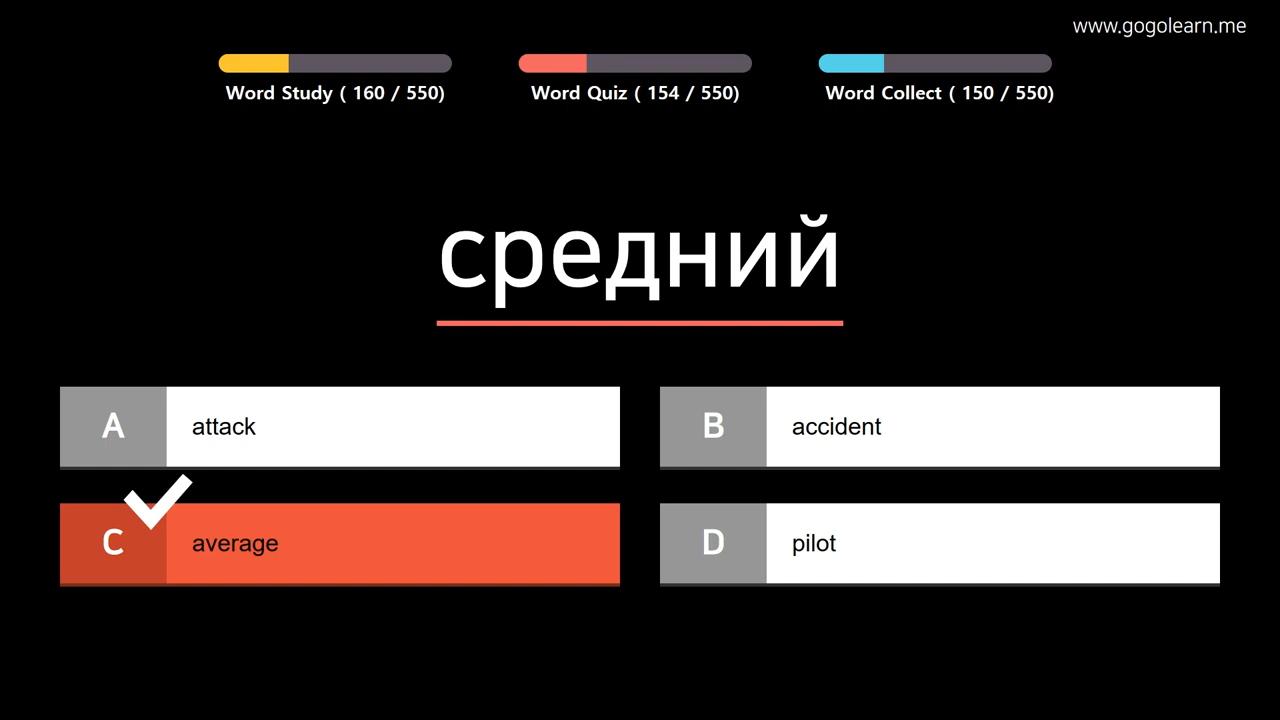 www.gogolearn.me
Word Study ( 160 / 550)
Word Quiz ( 154 / 550)
Word Collect ( 150 / 550)
средний
A attack
B accident
C average
D pilot